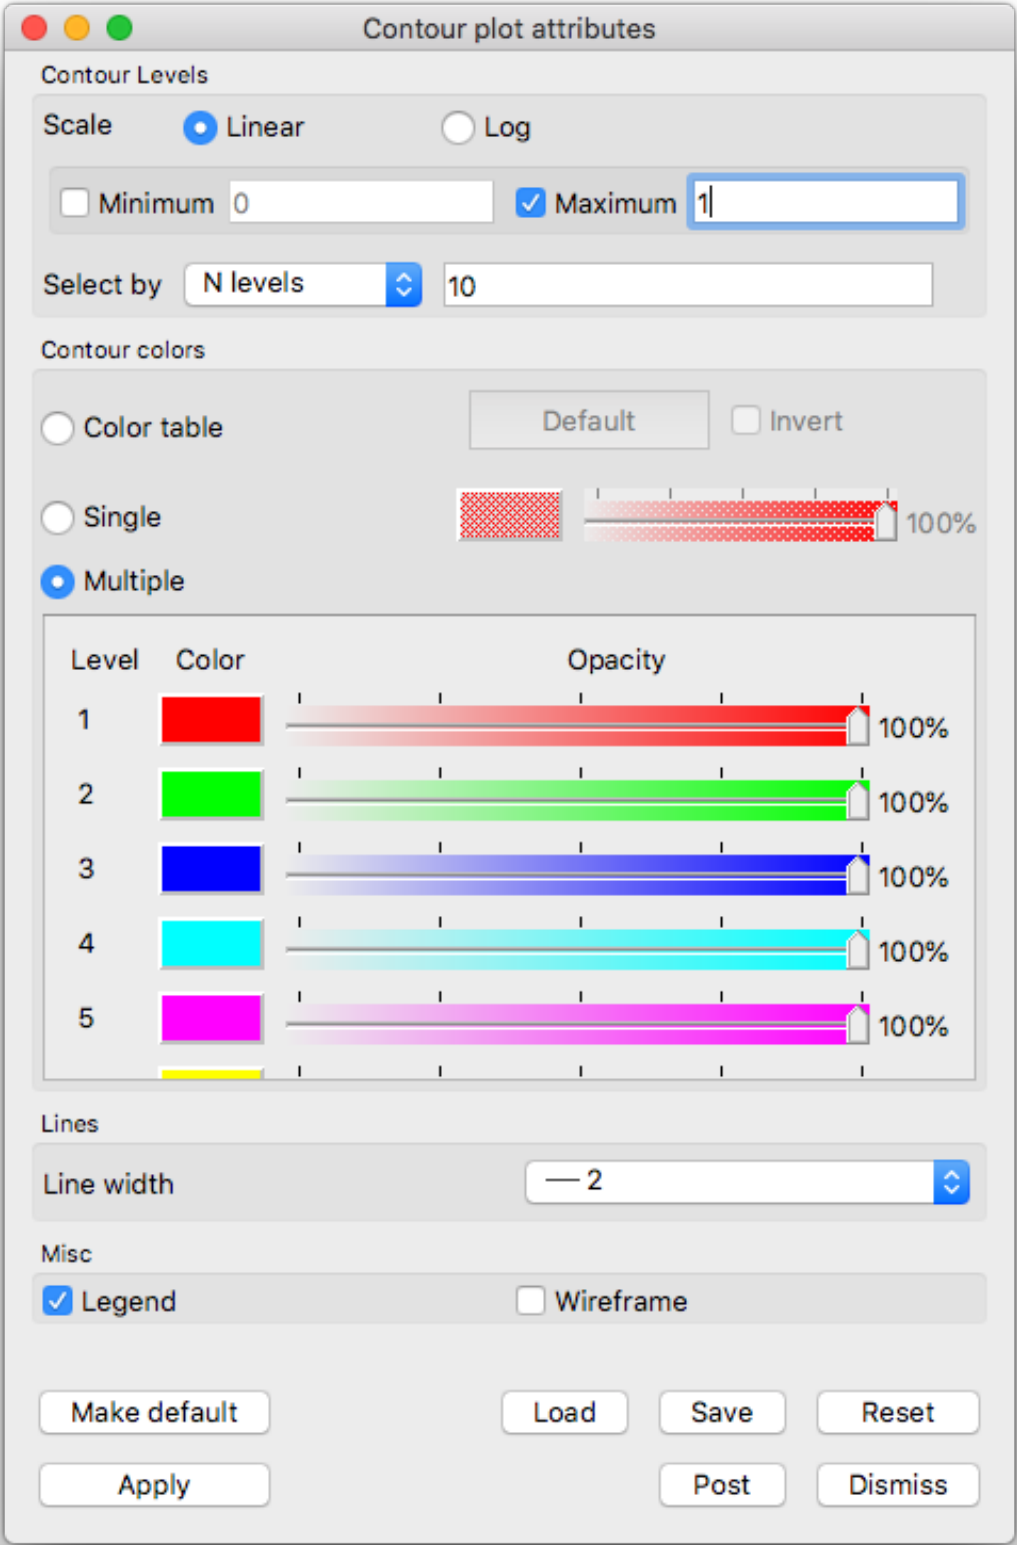 Contour plot attributes
Contour Levels
Scale Linear Log
Minimum 0 Maximum 1
Select by N levels 10
Contour colors
Color table Default Invert
Single 100%
Multiple
Level Color Opacity
1 100%
2 100%
3 100%
4 100%
5 100%
Lines
Line width 2
Misc
Legend Wireframe
Make default Load Save Reset
Apply Post Dismiss